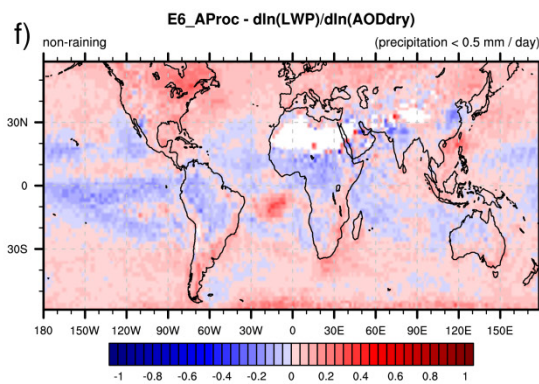 f)
E6_AProc - dln(LWP)/dln(AODdry)
non-raining (precipitation < 0.5 mm / day)
30N
0
30S
180 150W 120W 90W 60W 30W 0 30E 60E 90E 120E 150E
-1 -0.8 -0.6 -0.4 -0.2 0 0.2 0.4 0.6 0.8 1